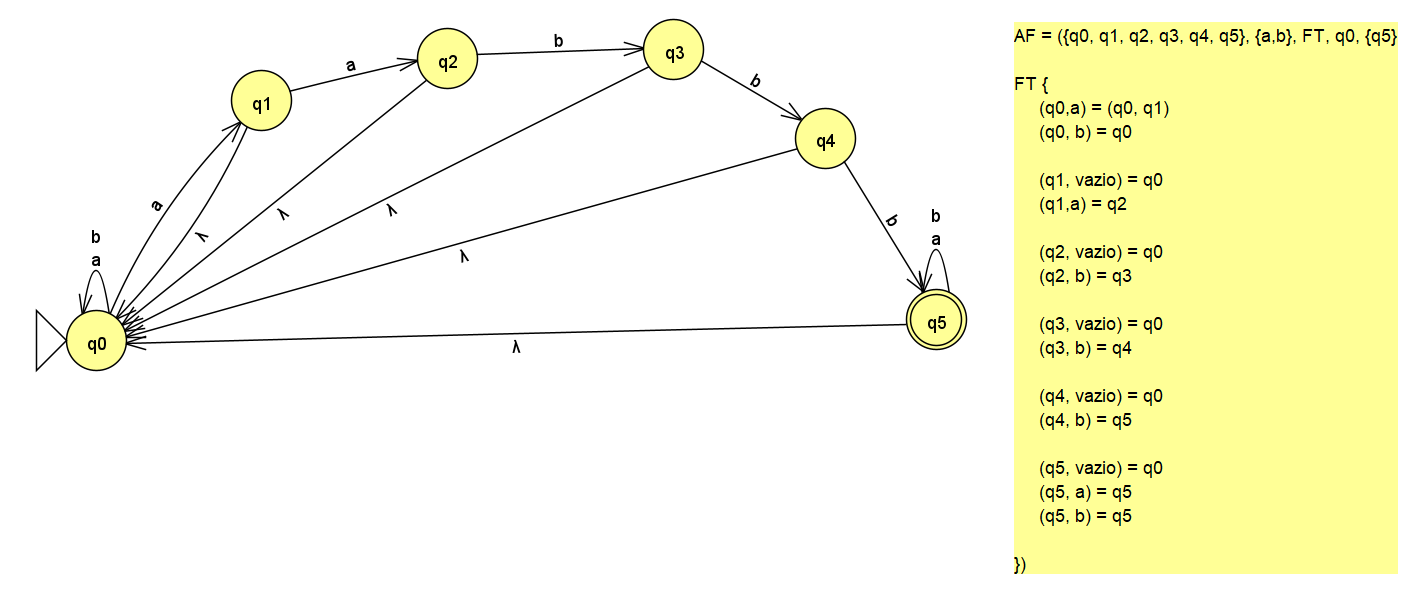 a
b
q3
q2
b
q1
q4
a
λ
λ
λ
b
b
a
λ
b
a
λ
q5
q0
λ
AF = ({q0, q1, q2, q3, q4, q5}, {a,b}, FT, q0, {q5}
FT {
(q0,a) = (q0, q1)
(q0, b) = q0
(q1, vazio) = q0
(q1,a) = q2
(q2, vazio) = q0
(q2, b) = q3
(q3, vazio) = q0
(q3, b) = q4
(q4, vazio) = q0
(q4, b) = q5
(q5, vazio) = q0
(q5, a) = q5
(q5, b) = q5
})